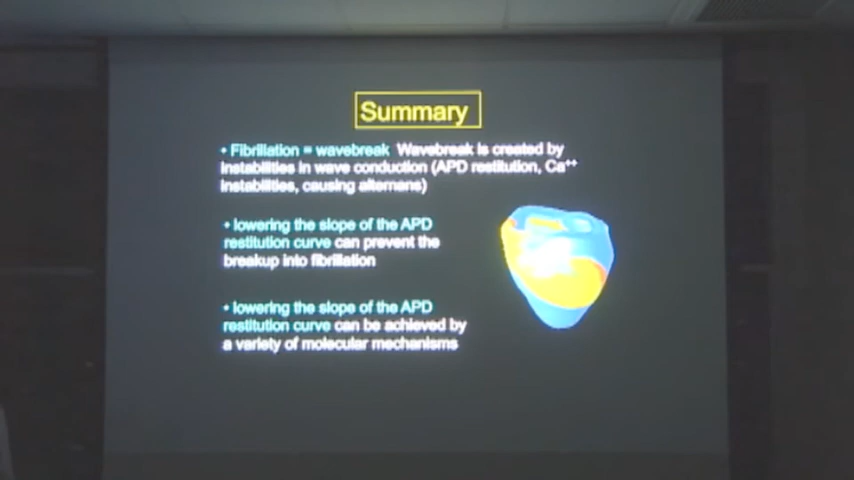 Summary
• Fibrillation = wavebreak Wavebreak is created by
instabilities in wave conduction (APD restitution, Ca⁺⁺
instabilities, causing alternans)
• lowering the slope of the APD
restitution curve can prevent the
breakup into fibrillation
• lowering the slope of the APD
restitution curve can be achieved by
a variety of molecular mechanisms